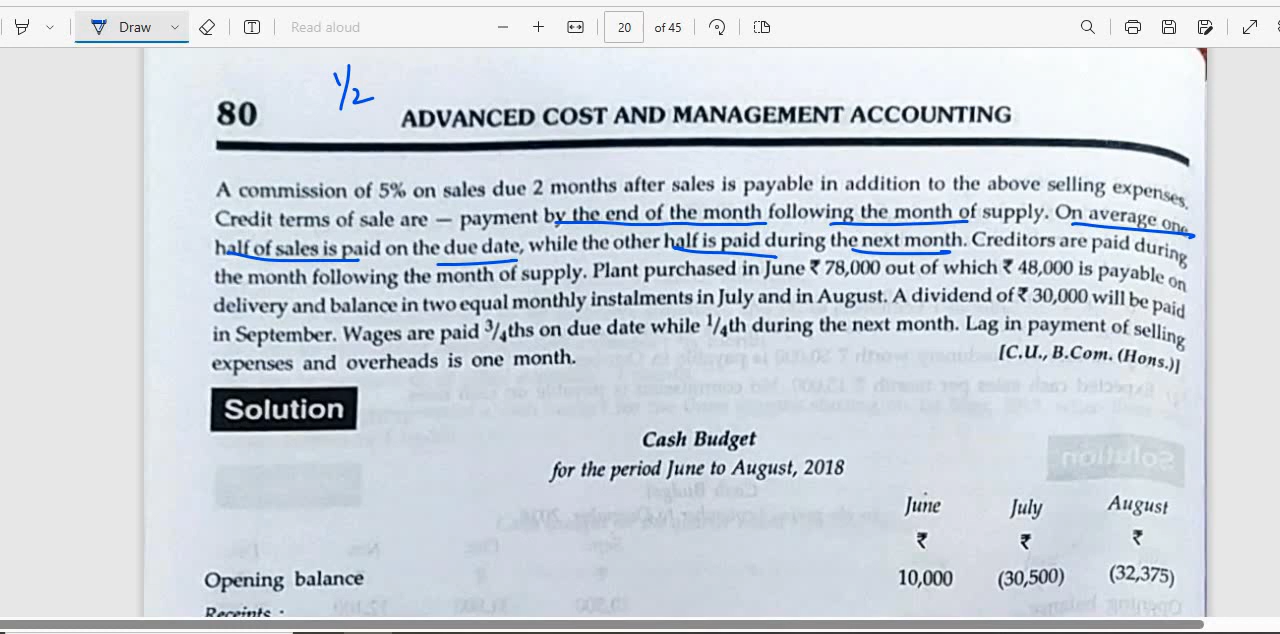 Draw
Read aloud
20 of 45
1/2
80 ADVANCED COST AND MANAGEMENT ACCOUNTING
A commission of 5% on sales due 2 months after sales is payable in addition to the above selling expenses.
Credit terms of sale are — payment by the end of the month following the month of supply. On average one
half of sales is paid on the due date, while the other half is paid during the next month. Creditors are paid during
the month following the month of supply. Plant purchased in June ₹ 78,000 out of which ₹ 48,000 is payable on
delivery and balance in two equal monthly instalments in July and in August. A dividend of ₹ 30,000 will be paid
in September. Wages are paid ³/₄ths on due date while ¹/₄th during the next month. Lag in payment of selling
expenses and overheads is one month. [C.U., B.Com. (Hons.)]
Solution
Cash Budget
for the period June to August, 2018
June July August
₹ ₹ ₹
Opening balance 10,000 (30,500) (32,375)
Receipts :